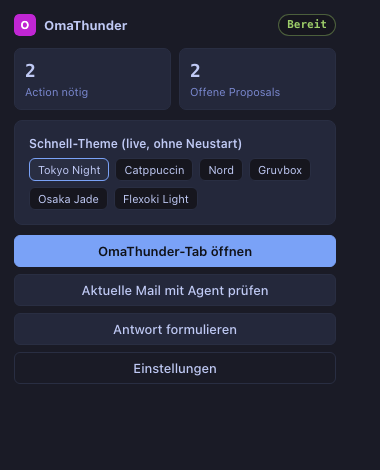 O OmaThunder Bereit
2 2
Action nötig Offene Proposals
Schnell-Theme (live, ohne Neustart)
Tokyo Night Catppuccin Nord Gruvbox
Osaka Jade Flexoki Light
OmaThunder-Tab öffnen
Aktuelle Mail mit Agent prüfen
Antwort formulieren
Einstellungen